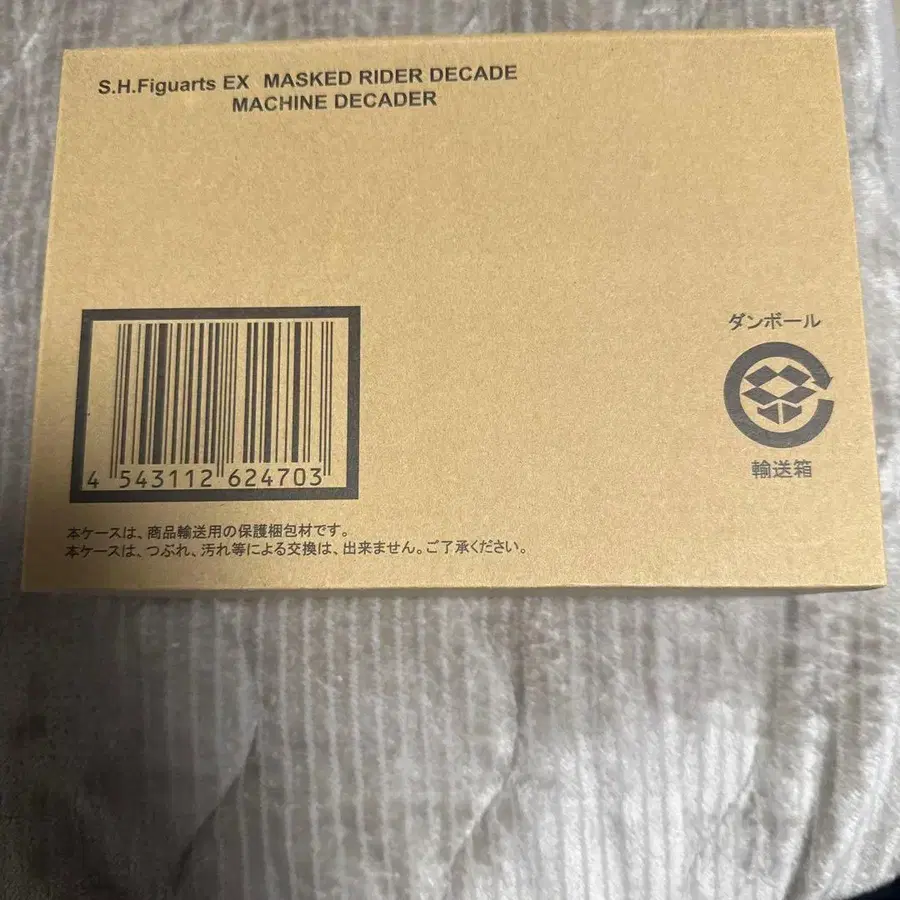 S.H.Figuarts EX MASKED RIDER DECADE
MACHINE DECADER
ダンボール
輸送箱
4 543112 624703
本ケースは、商品輸送用の保護梱包材です。
本ケースは、つぶれ、汚れ等による交換は、出来ません。ご了承ください。